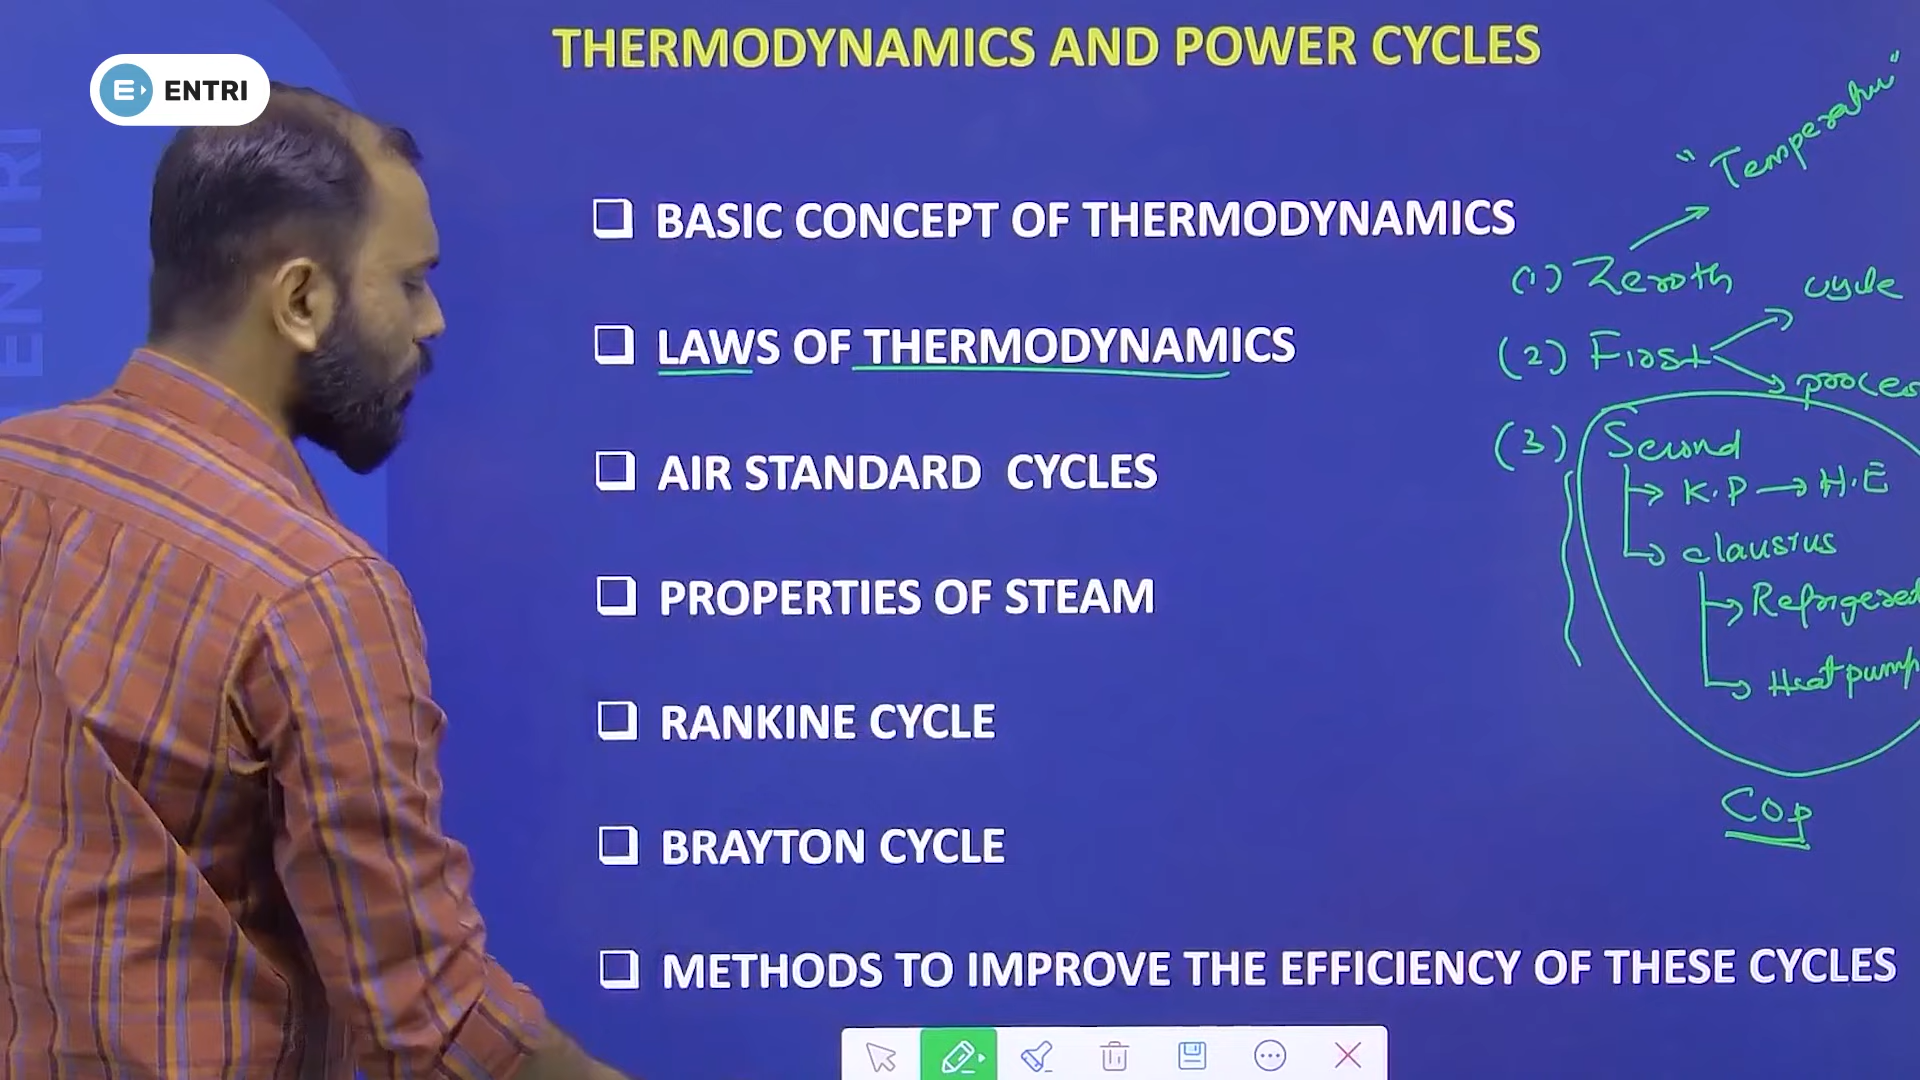 ENTRI
ENTRI
THERMODYNAMICS AND POWER CYCLES
BASIC CONCEPT OF THERMODYNAMICS
LAWS OF THERMODYNAMICS
AIR STANDARD CYCLES
PROPERTIES OF STEAM
RANKINE CYCLE
BRAYTON CYCLE
METHODS TO IMPROVE THE EFFICIENCY OF THESE CYCLES
"Temperature"
(1) Zeroth
(2) First
cycle
(3) Second
K.P → H.E
clausius
Heat pump
COP